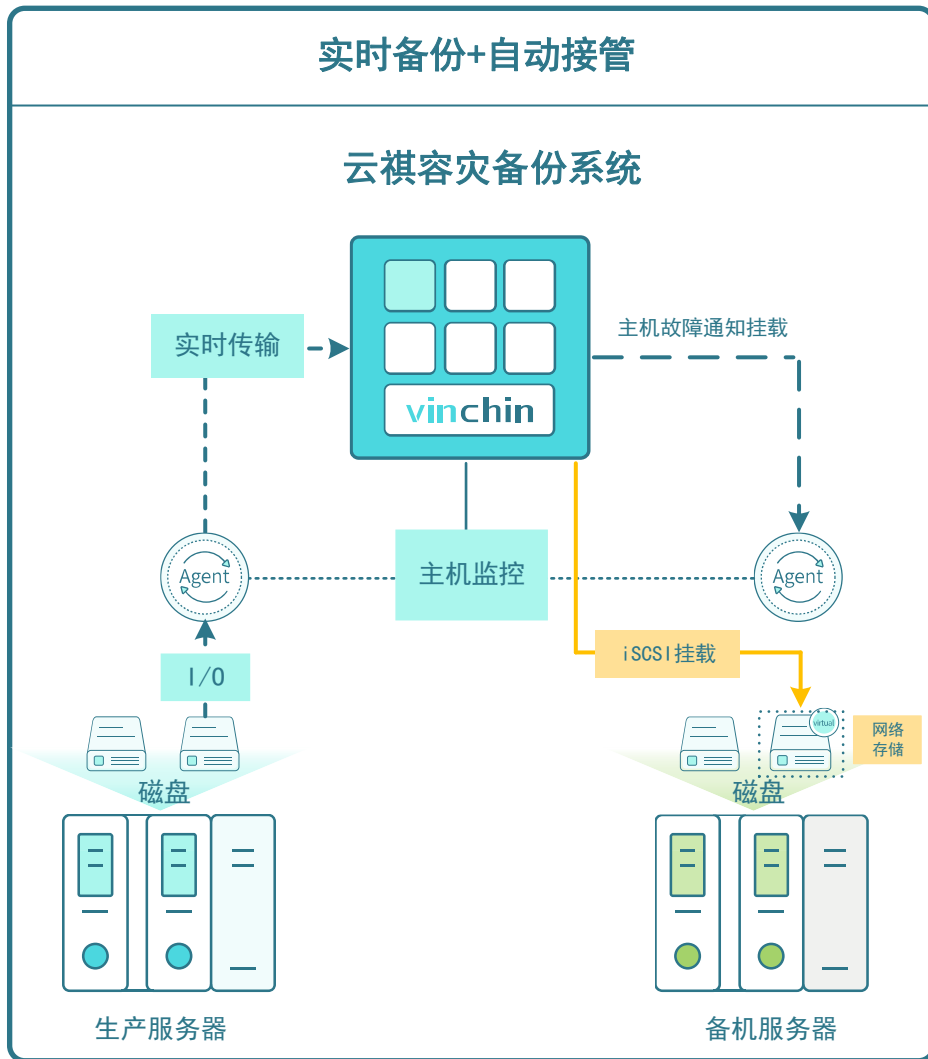 实时备份+自动接管
云祺容灾备份系统
实时传输
主机故障通知挂载
vinchin
Agent
主机监控
Agent
iSCSI挂载
I/O
virtual
网络
存储
磁盘
磁盘
生产服务器
备机服务器